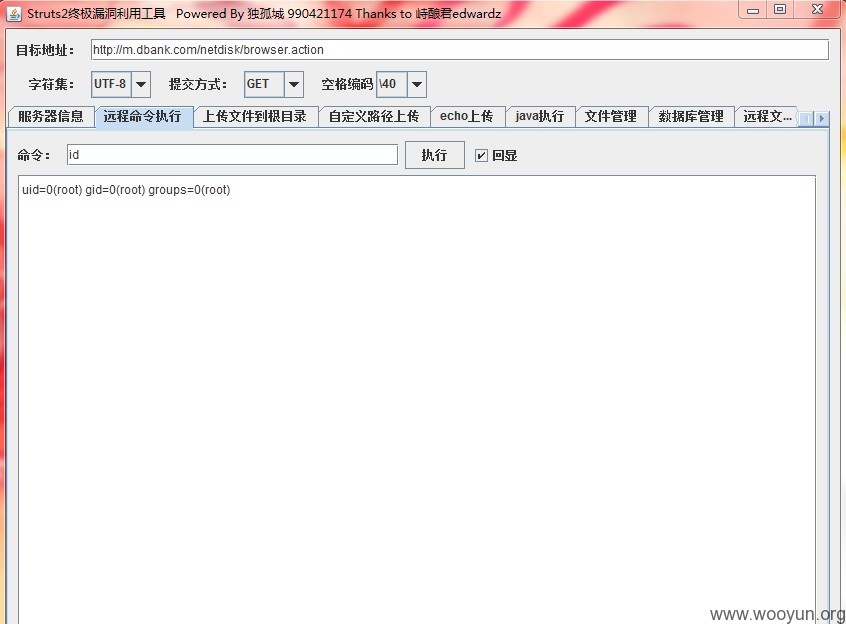 Struts2终极漏洞利用工具 Powered By 独孤城 990421174 Thanks to 峙酿君edwardz
目标地址: http://m.dbank.com/netdisk/browser.action
字符集: UTF-8 提交方式: GET 空格编码 \40
服务器信息 远程命令执行 上传文件到根目录 自定义路径上传 echo上传 java执行 文件管理 数据库管理 远程文...
命令: id 执行 回显
uid=0(root) gid=0(root) groups=0(root)
www.wooyun.org